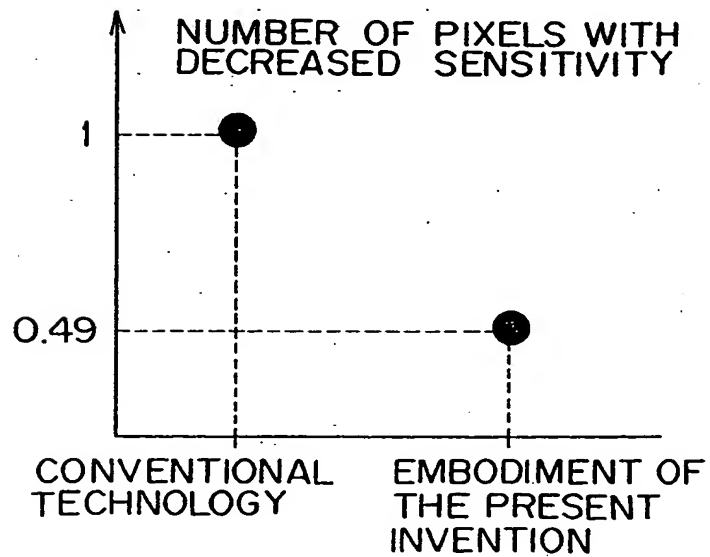 NUMBER OF PIXELS WITH
DECREASED SENSITIVITY
1
0.49
CONVENTIONAL
TECHNOLOGY
EMBODIMENT OF
THE PRESENT
INVENTION